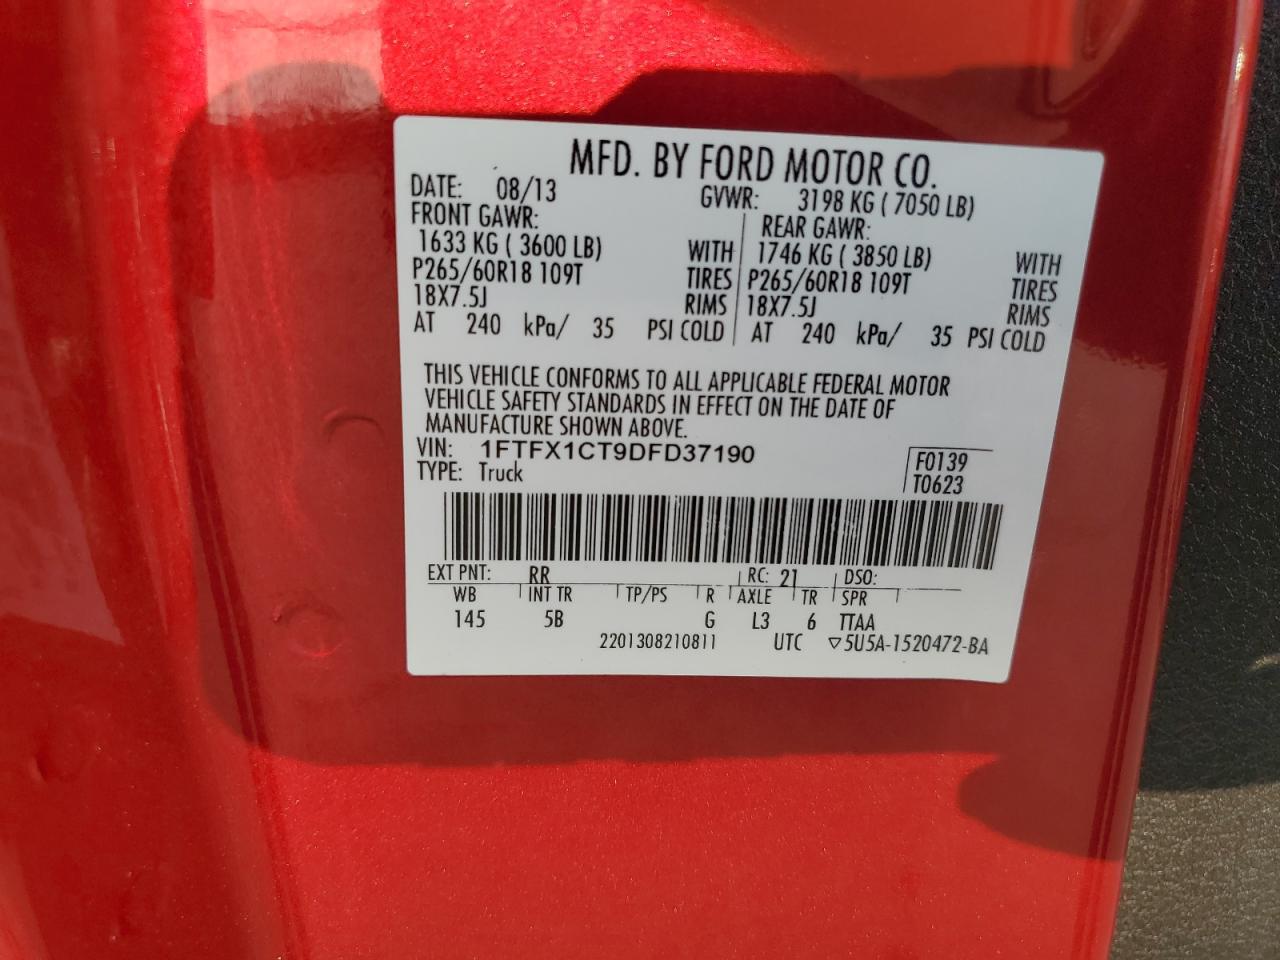 MFD. BY FORD MOTOR CO.
DATE: 08/13 GVWR: 3198 KG ( 7050 LB)
FRONT GAWR: REAR GAWR:
1633 KG ( 3600 LB) WITH 1746 KG ( 3850 LB) WITH
P265/60R18 109T TIRES P265/60R18 109T TIRES
18X7.5J RIMS 18X7.5J RIMS
AT 240 kPa/ 35 PSI COLD AT 240 kPa/ 35 PSI COLD
THIS VEHICLE CONFORMS TO ALL APPLICABLE FEDERAL MOTOR
VEHICLE SAFETY STANDARDS IN EFFECT ON THE DATE OF
MANUFACTURE SHOWN ABOVE.
VIN: 1FTFX1CT9DFD37190 F0139
TYPE: Truck T0623
EXT PNT: RR RC: 21 DSO:
WB INT TR TP/PS R AXLE TR SPR
145 5B G L3 6 TTAA
2201308210811 UTC ▽5U5A-1520472-BA